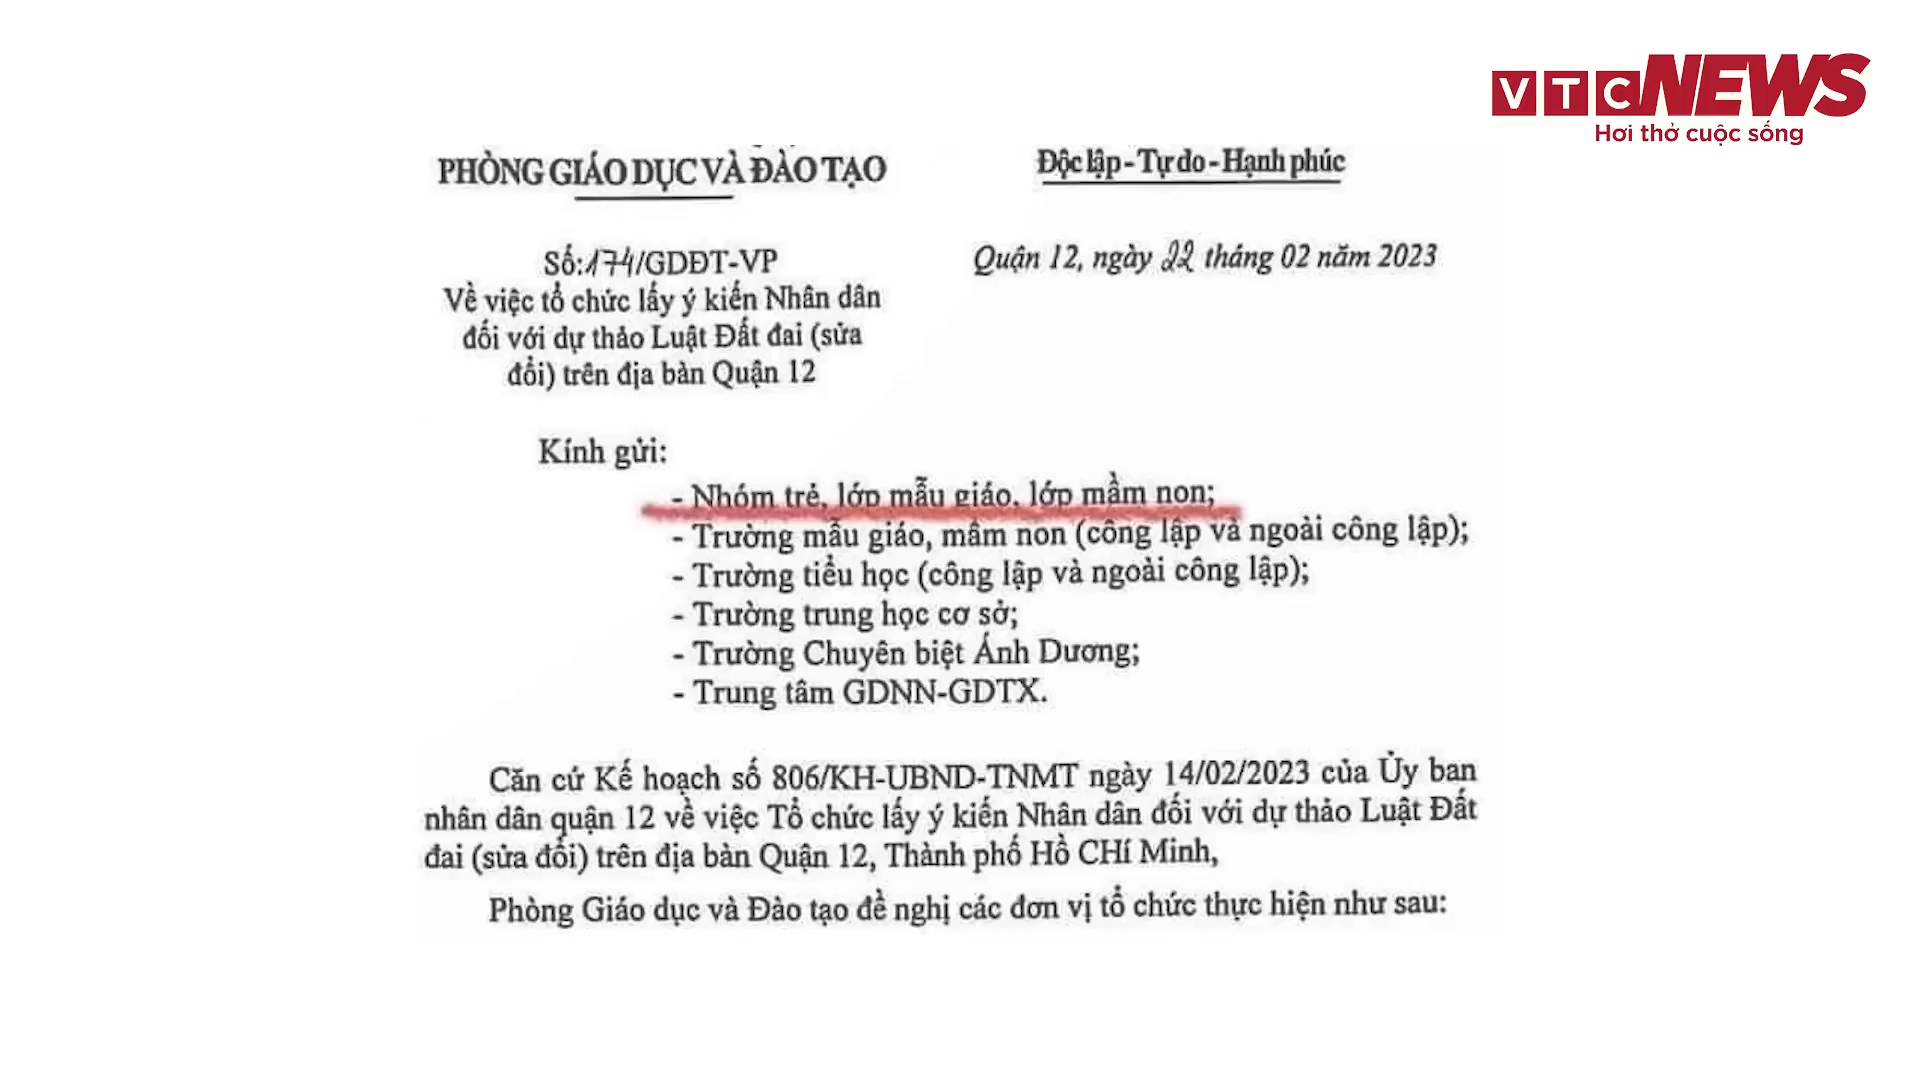 VTC NEWS
Hơi thở cuộc sống
PHÒNG GIÁO DỤC VÀ ĐÀO TẠO
Độc lập - Tự do - Hạnh phúc
Số: 174/GDĐT-VP
Quận 12, ngày 22 tháng 02 năm 2023
Về việc tổ chức lấy ý kiến Nhân dân
đối với dự thảo Luật Đất đai (sửa
đổi) trên địa bàn Quận 12
Kính gửi:
- Nhóm trẻ, lớp mẫu giáo, lớp mầm non;
- Trường mẫu giáo, mầm non (công lập và ngoài công lập);
- Trường tiểu học (công lập và ngoài công lập);
- Trường trung học cơ sở;
- Trường Chuyên biệt Ánh Dương;
- Trung tâm GDNN-GDTX.
Căn cứ Kế hoạch số 806/KH-UBND-TNMT ngày 14/02/2023 của Ủy ban
nhân dân quận 12 về việc Tổ chức lấy ý kiến Nhân dân đối với dự thảo Luật Đất
đai (sửa đổi) trên địa bàn Quận 12, Thành phố Hồ CHí Minh,
Phòng Giáo dục và Đào tạo đề nghị các đơn vị tổ chức thực hiện như sau: